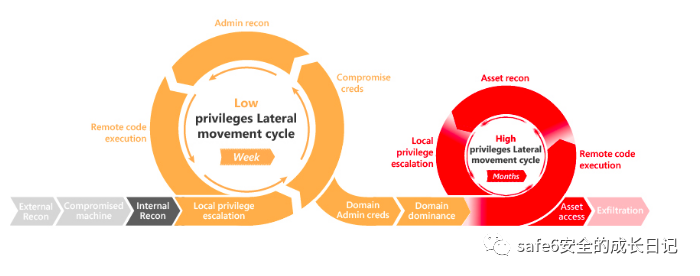 Admin recon
Low
privileges Lateral
movement cycle
Week
Compromise
creds
Remote code
execution
External
Recon
Compromised
machine
Internal
Recon
Local privilege
escalation
Domain
Admin creds
Domain
dominance
Asset recon
High
privileges Lateral
movement cycle
Months
Local
privilege
escalation
Remote code
execution
Asset
access
Exfiltration
safe6安全的成长日记